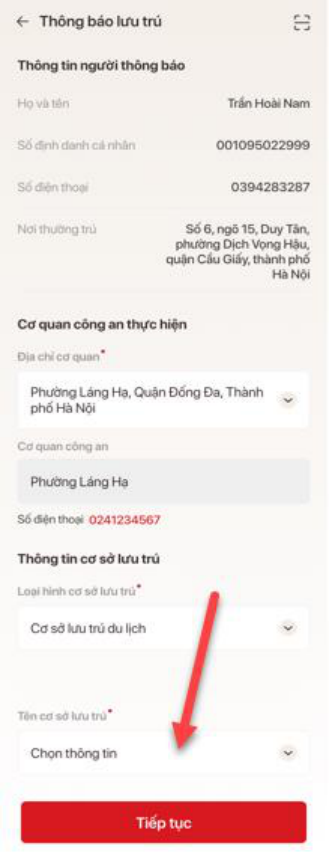 Thông báo lưu trú
Thông tin người thông báo
Họ và tên Trần Hoài Nam
Số định danh cá nhân 001095022999
Số điện thoại 0394283287
Nơi thường trú Số 6, ngõ 15, Duy Tân,
phường Dịch Vọng Hậu,
quận Cầu Giấy, thành phố
Hà Nội
Cơ quan công an thực hiện
Địa chỉ cơ quan*
Phường Láng Hạ, Quận Đống Đa, Thành
phố Hà Nội
Cơ quan công an
Phường Láng Hạ
Số điện thoại 0241234567
Thông tin cơ sở lưu trú
Loại hình cơ sở lưu trú*
Cơ sở lưu trú du lịch
Tên cơ sở lưu trú*
Chọn thông tin
Tiếp tục